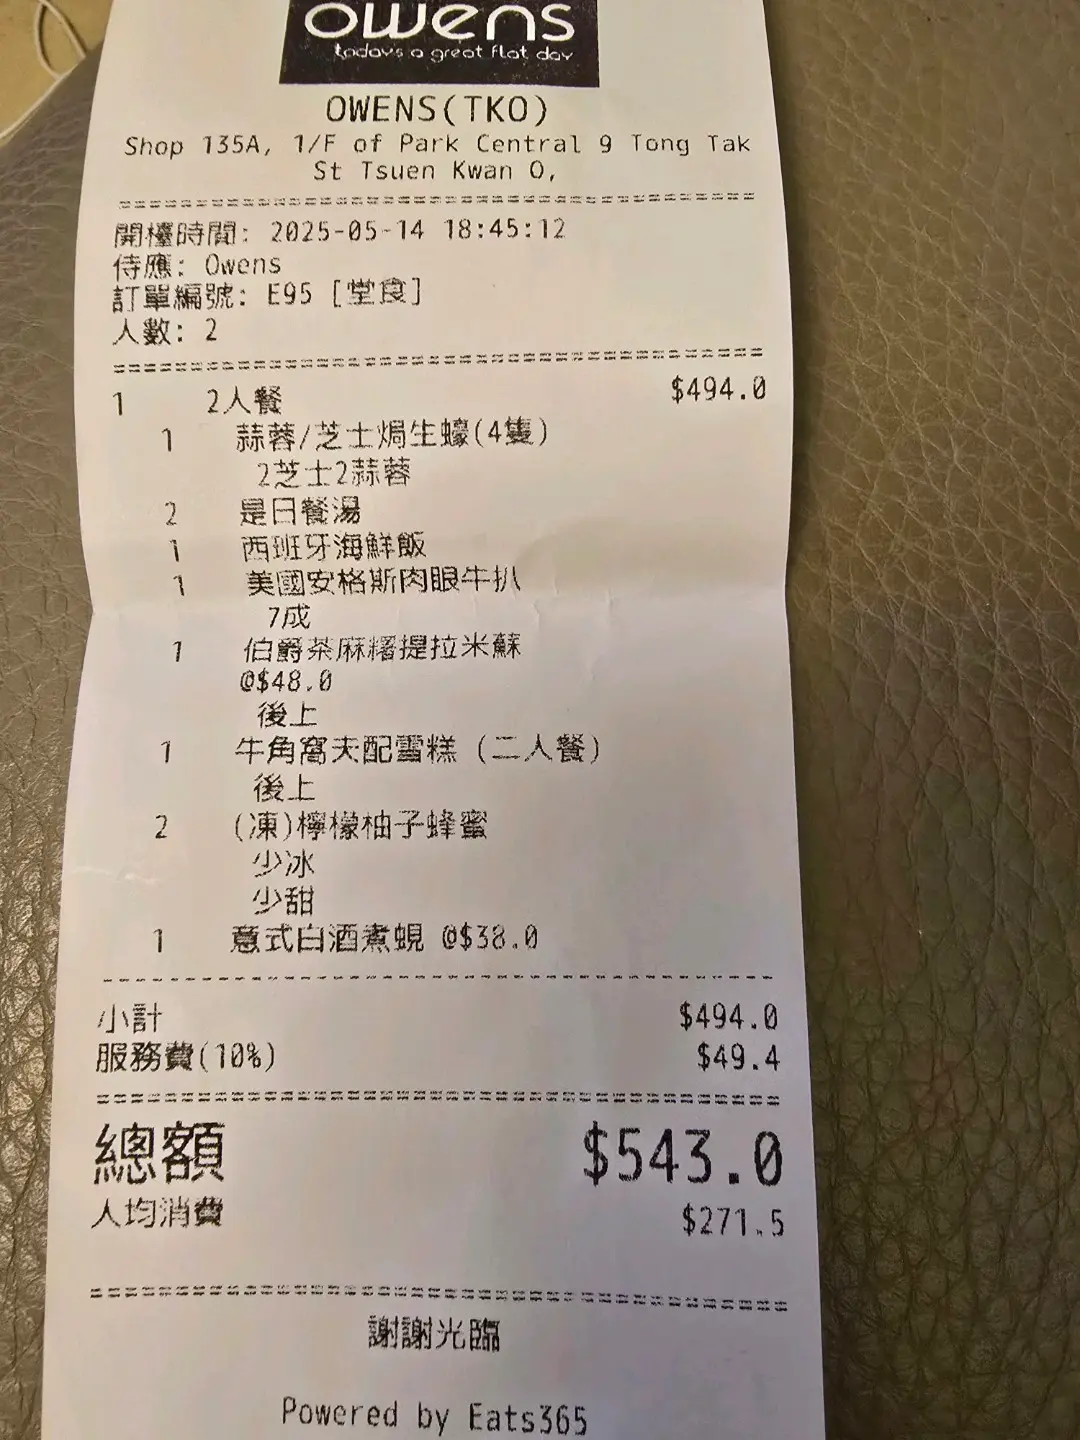 owens
todays a great flat day
OWENS(TKO)
Shop 135A, 1/F of Park Central 9 Tong Tak
St Tsuen Kwan O,
開檯時間: 2025-05-14 18:45:12
侍應: Owens
訂單編號: E95 [堂食]
人數: 2
1 2人餐 $494.0
1 蒜蓉/芝士焗生蠔(4隻)
2芝士2蒜蓉
2 是日餐湯
1 西班牙海鮮飯
1 美國安格斯肉眼牛扒
7成
1 伯爵茶麻糬提拉米蘇
@$48.0
後上
1 牛角窩夫配雪糕 (二人餐)
後上
2 (凍)檸檬柚子蜂蜜
少冰
少甜
1 意式白酒煮蜆 @$38.0
小計 $494.0
服務費(10%) $49.4
總額 $543.0
人均消費 $271.5
謝謝光臨
Powered by Eats365